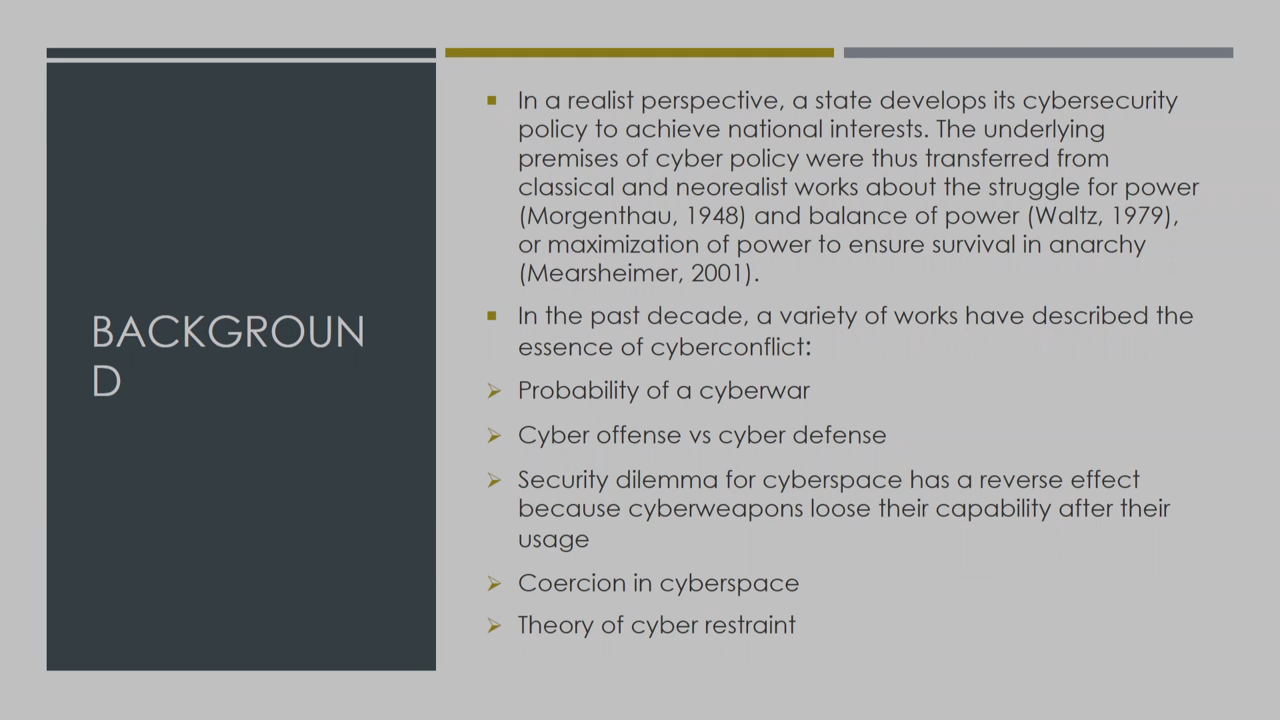 BACKGROUN
D
In a realist perspective, a state develops its cybersecurity
policy to achieve national interests. The underlying
premises of cyber policy were thus transferred from
classical and neorealist works about the struggle for power
(Morgenthau, 1948) and balance of power (Waltz, 1979),
or maximization of power to ensure survival in anarchy
(Mearsheimer, 2001).
In the past decade, a variety of works have described the
essence of cyberconflict:
Probability of a cyberwar
Cyber offense vs cyber defense
Security dilemma for cyberspace has a reverse effect
because cyberweapons loose their capability after their
usage
Coercion in cyberspace
Theory of cyber restraint